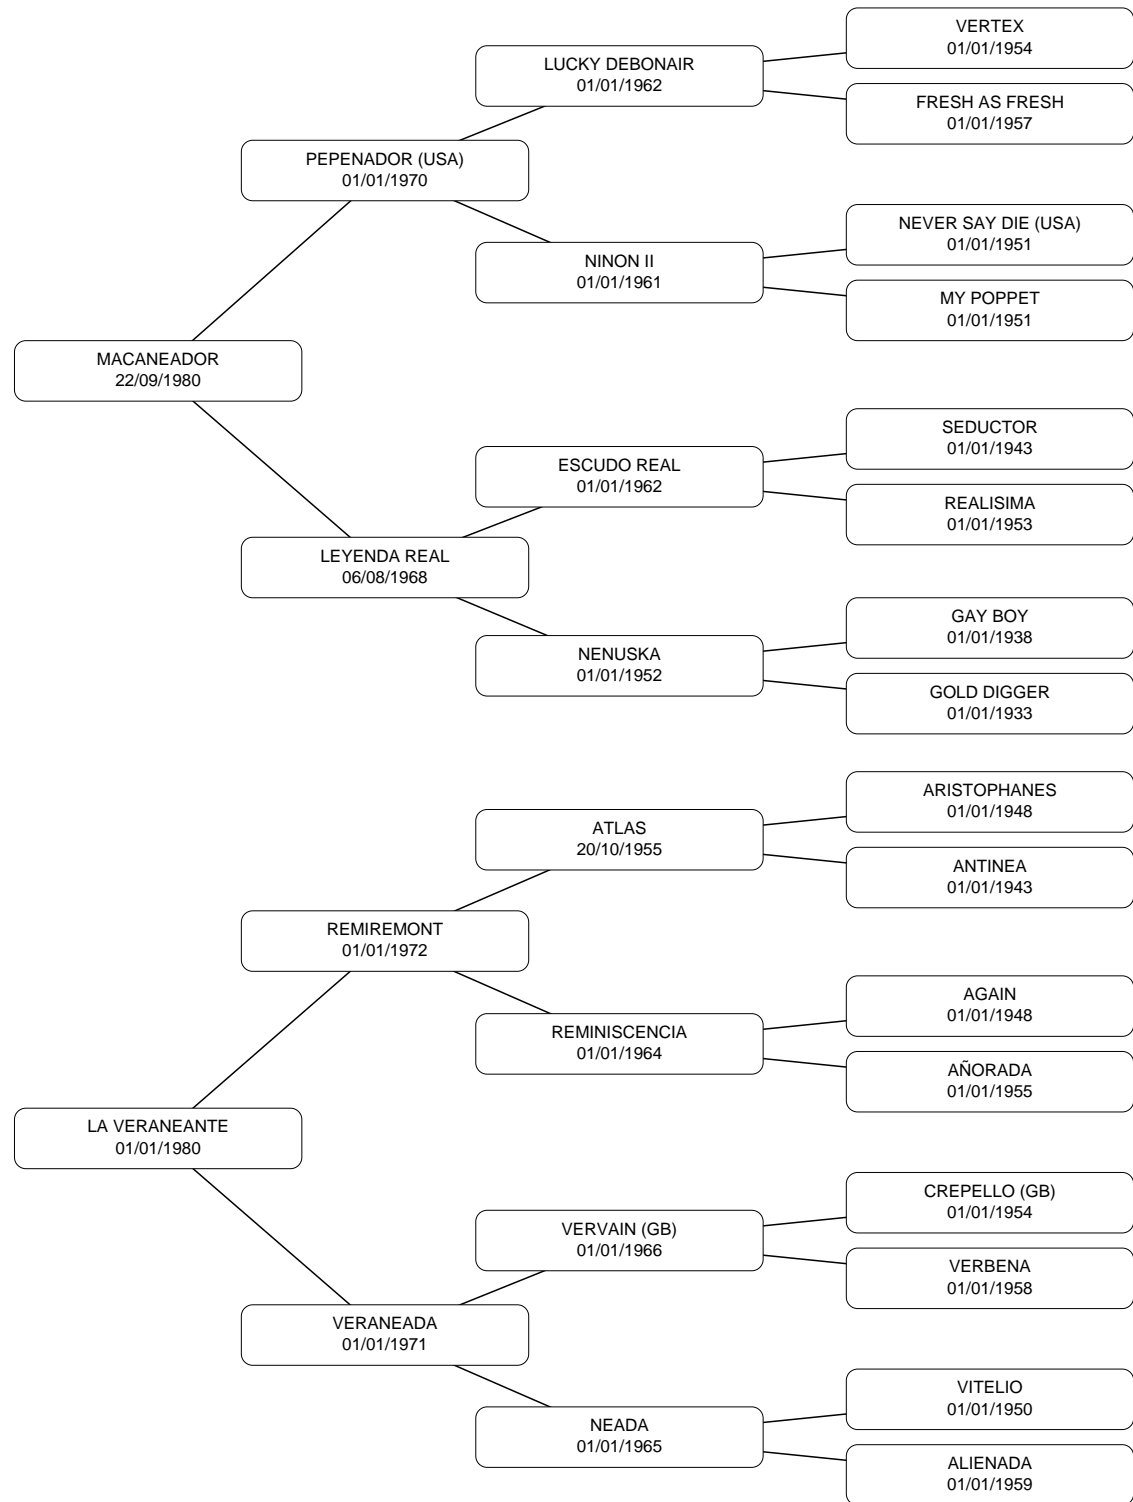 VERTEX
01/01/1954
LUCKY DEBONAIR
01/01/1962
FRESH AS FRESH
01/01/1957
PEPENADOR (USA)
01/01/1970
NEVER SAY DIE (USA)
01/01/1951
NINON II
01/01/1961
MY POPPET
01/01/1951
MACANEADOR
22/09/1980
SEDUCTOR
01/01/1943
ESCUDO REAL
01/01/1962
REALISIMA
01/01/1953
LEYENDA REAL
06/08/1968
GAY BOY
01/01/1938
NENUSKA
01/01/1952
GOLD DIGGER
01/01/1933
ARISTOPHANES
01/01/1948
ATLAS
20/10/1955
ANTINEA
01/01/1943
REMIREMONT
01/01/1972
AGAIN
01/01/1948
REMINISCENCIA
01/01/1964
AÑORADA
01/01/1955
LA VERANEANTE
01/01/1980
CREPELLO (GB)
01/01/1954
VERVAIN (GB)
01/01/1966
VERBENA
01/01/1958
VERANEADA
01/01/1971
VITELIO
01/01/1950
NEADA
01/01/1965
ALIENADA
01/01/1959